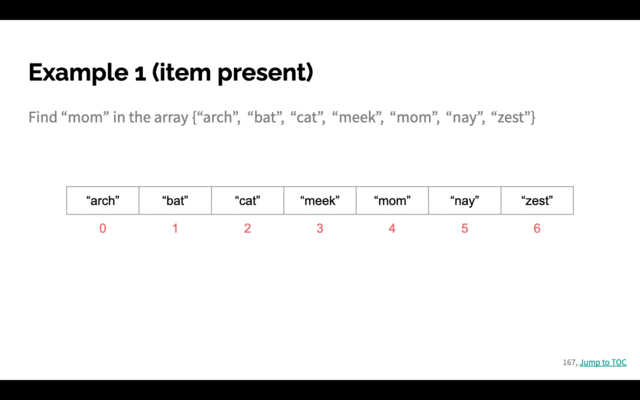 Example 1 (item present)
Find “mom” in the array {“arch”, “bat”, “cat”, “meek”, “mom”, “nay”, “zest”}
“arch” “bat” “cat” “meek” “mom” “nay” “zest”
0 1 2 3 4 5 6
167, Jump to TOC